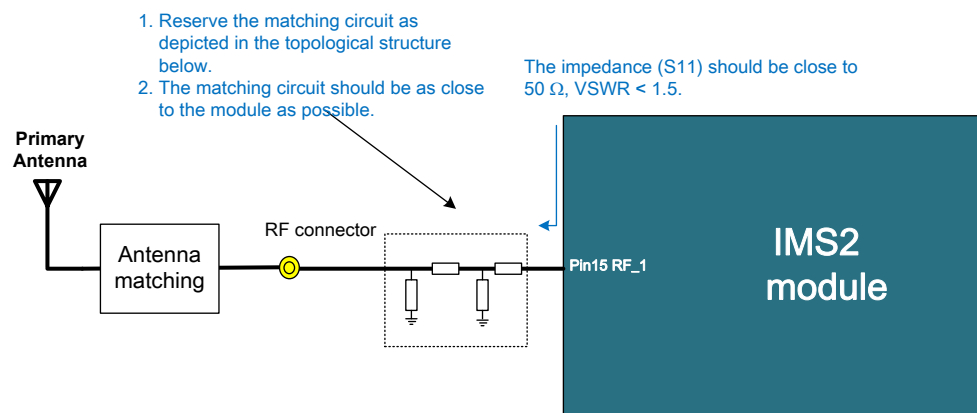 1. Reserve the matching circuit as
depicted in the topological structure
below.
2. The matching circuit should be as close
to the module as possible.
The impedance (S11) should be close to
50 Ω, VSWR < 1.5.
Primary
Antenna
RF connector
Antenna
matching
Pin15 RF_1
IMS2
module